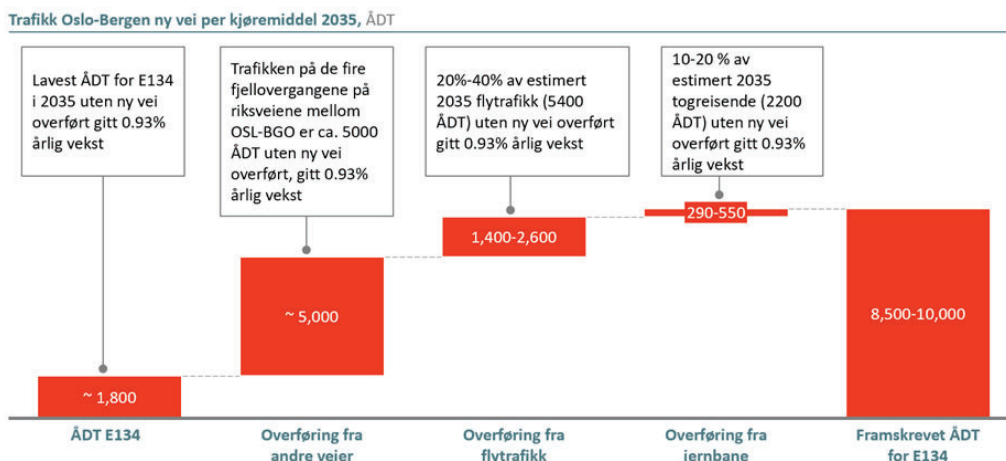 Trafikk Oslo-Bergen ny vei per kjøremiddel 2035, ÅDT
Lavest ÅDT for E134
i 2035 uten ny vei
overført gitt 0.93%
årlig vekst
Trafikken på de fire
fjellovergangene på
riksveiene mellom
OSL-BGO er ca. 5000
ÅDT uten ny vei
overført, gitt 0.93%
årlig vekst
20%-40% av estimert
2035 flytrafikk (5400
ÅDT) uten ny vei overført
gitt 0.93% årlig vekst
10-20 % av
estimert 2035
togreisende (2200
ÅDT) uten ny vei
overført gitt 0.93%
årlig vekst
~ 1,800
~ 5,000
1,400-2,600
290-550
8,500-10,000
ÅDT E134
Overføring fra
andre veier
Overføring fra
flytrafikk
Overføring fra
jernbane
Framskrevet ÅDT
for E134